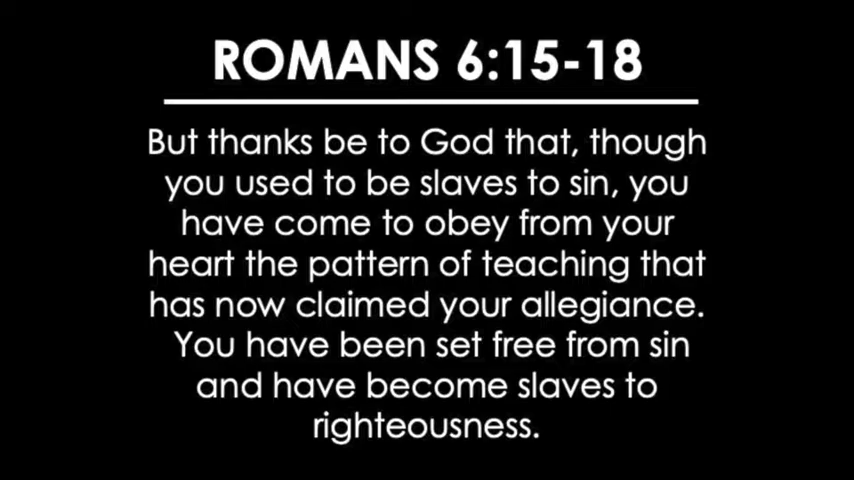 ROMANS 6:15-18
But thanks be to God that, though
you used to be slaves to sin, you
have come to obey from your
heart the pattern of teaching that
has now claimed your allegiance.
You have been set free from sin
and have become slaves to
righteousness.